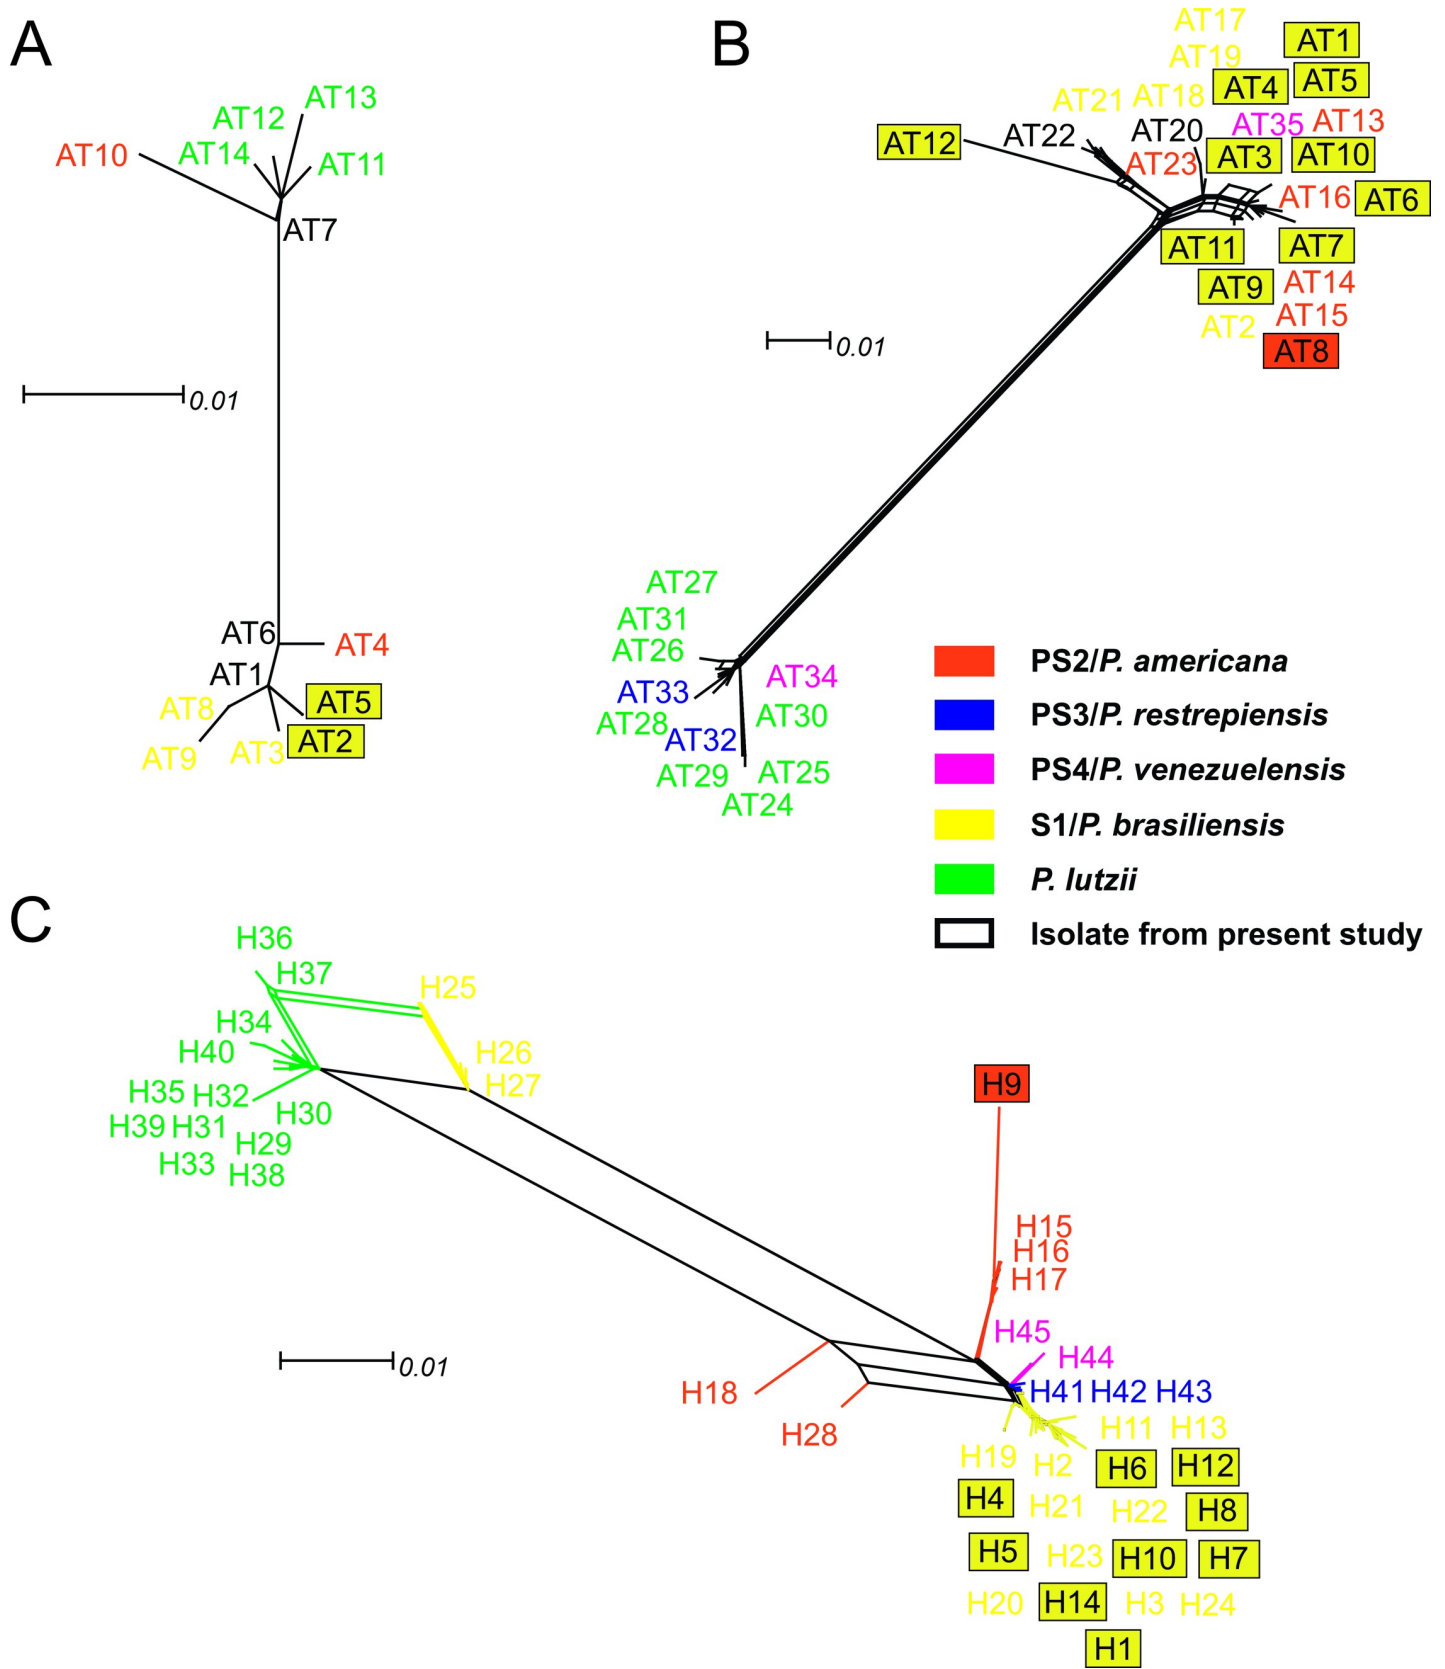 A
AT13
AT12
AT14
AT10
AT11
AT7
0.01
AT6
AT4
AT1
AT8
AT5
AT3
AT2
AT9
B
AT17
AT1
AT19
AT4
AT5
AT21
AT18
AT35
AT13
AT12
AT22
AT20
AT23
AT3
AT10
AT16
AT6
AT11
AT7
AT9
AT14
AT2
AT15
AT8
0.01
AT27
AT31
AT26
AT33
AT34
AT28
AT30
AT32
AT29
AT25
AT24
PS2/P. americana
PS3/P. restrepiensis
PS4/P. venezuelensis
S1/P. brasiliensis
P. lutzii
Isolate from present study
C
H36
H37
H25
H34
H40
H26
H27
H35 H32
H30
H39 H31
H29
H33
H38
H9
H15
H16
H17
H45
H44
0.01
H18
H41 H42 H43
H28
H11 H13
H19 H2
H6 H12
H4 H21 H22 H8
H5 H23 H10 H7
H20 H14 H3 H24
H1